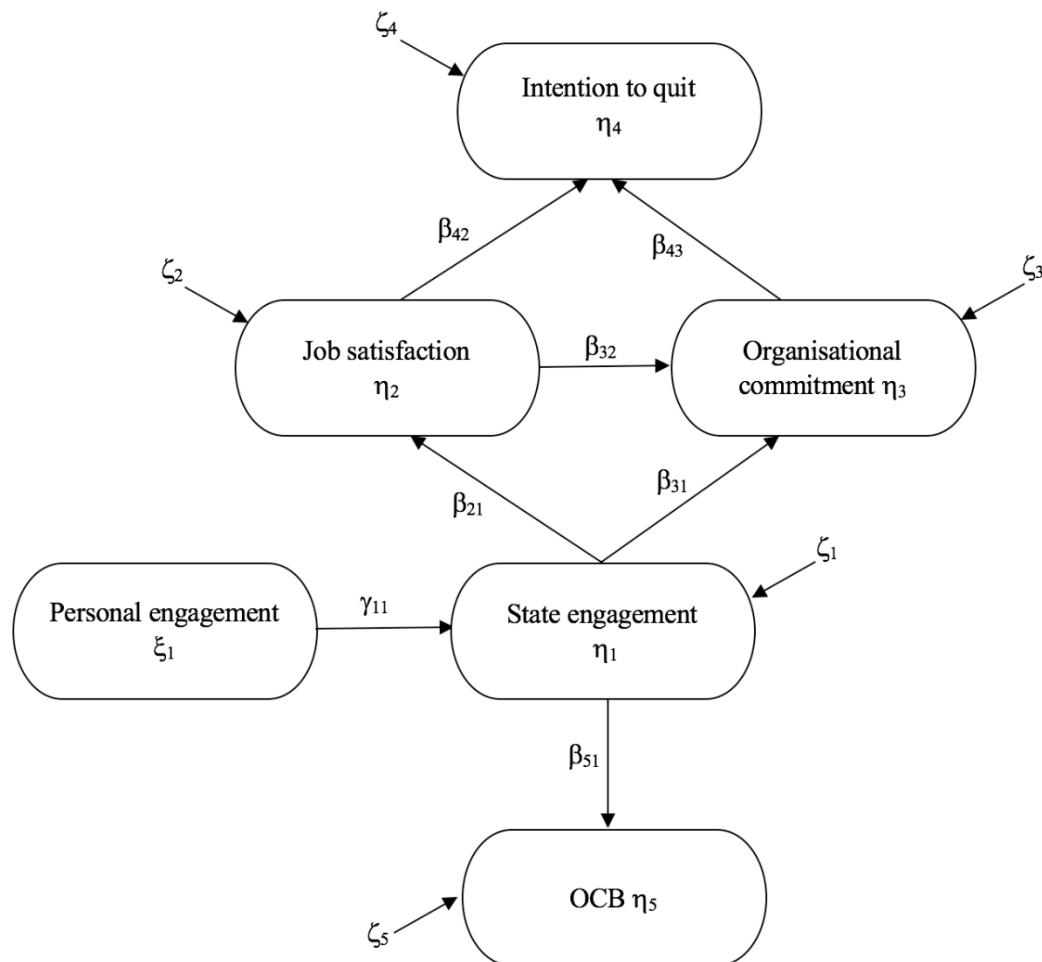 ζ4
Intention to quit
η4
β42
β43
ζ2
ζ3
Job satisfaction
η2
β32
Organisational
commitment η3
β21
β31
ζ1
Personal engagement
ξ1
γ11
State engagement
η1
β51
OCB η5
ζ5